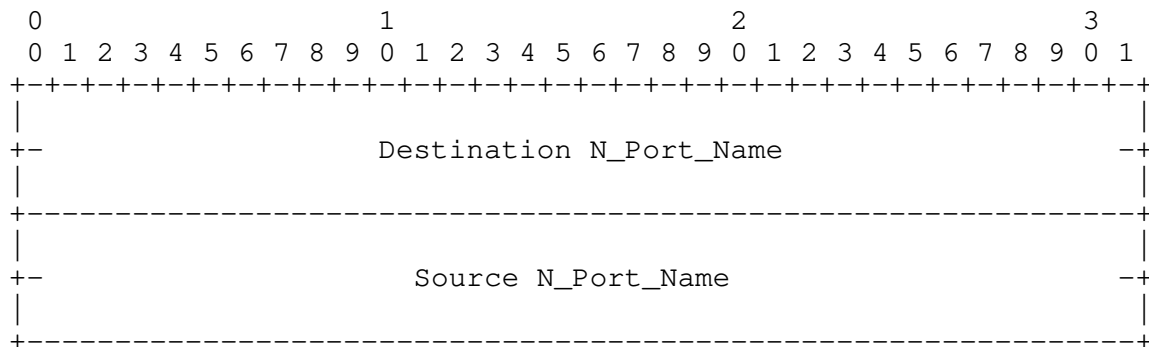 0                   1                   2                   3
0 1 2 3 4 5 6 7 8 9 0 1 2 3 4 5 6 7 8 9 0 1 2 3 4 5 6 7 8 9 0 1
+-+-+-+-+-+-+-+-+-+-+-+-+-+-+-+-+-+-+-+-+-+-+-+-+-+-+-+-+-+-+-+-+
|                                                               |
+-                   Destination N_Port_Name                   -+
|                                                               |
+---------------------------------------------------------------+
|                                                               |
+-                     Source N_Port_Name                      -+
|                                                               |
+---------------------------------------------------------------+